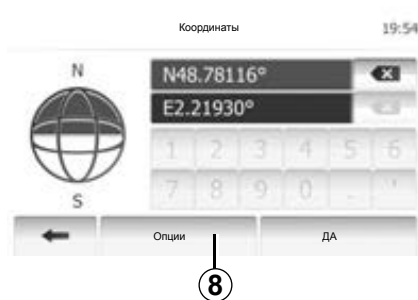 Координаты 19:54
N N48.78116°
E2.21930°
1 2 3 4 5 6
S 7 8 9 0 . '"
Опции ДА
8